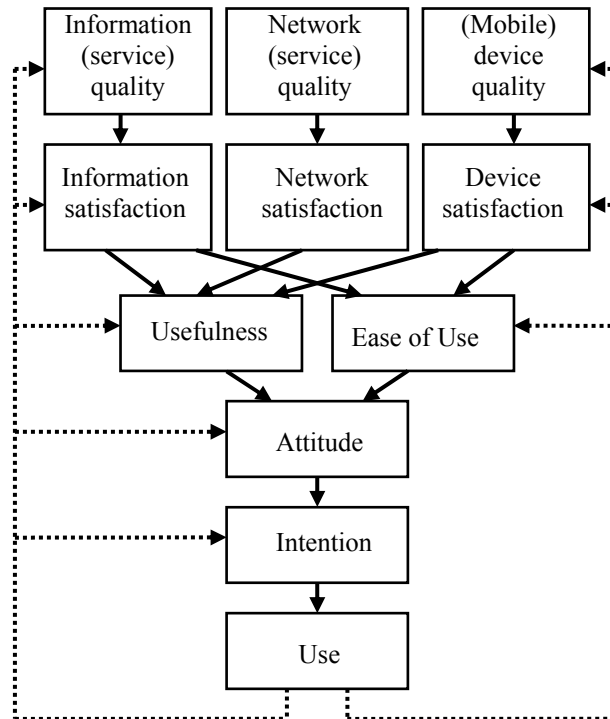 Information
(service)
quality
Network
(service)
quality
(Mobile)
device
quality
Information
satisfaction
Network
satisfaction
Device
satisfaction
Usefulness
Ease of Use
Attitude
Intention
Use